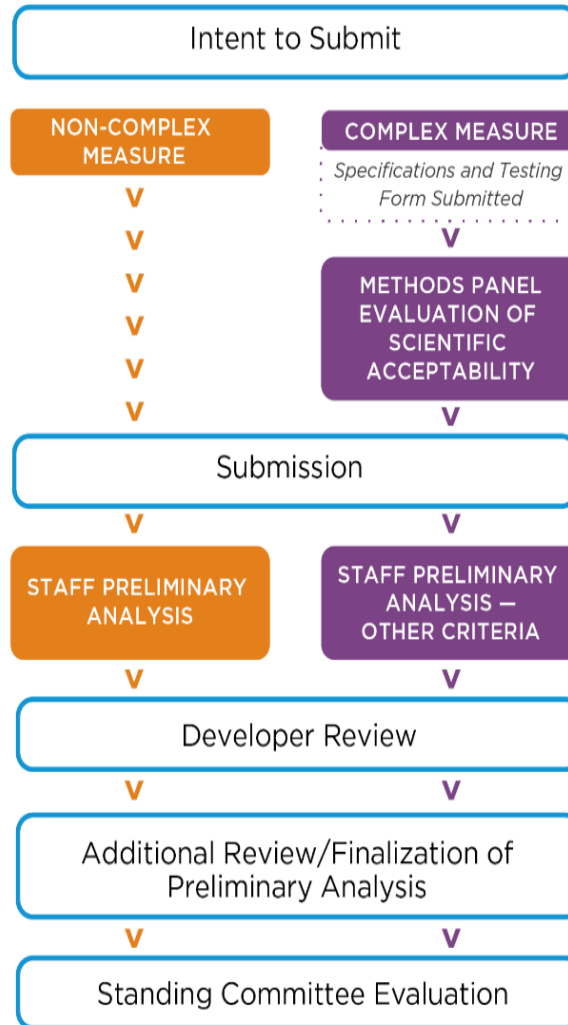 Intent to Submit
NON-COMPLEX
MEASURE
COMPLEX MEASURE
Specifications and Testing
Form Submitted
METHODS PANEL
EVALUATION OF
SCIENTIFIC
ACCEPTABILITY
Submission
STAFF PRELIMINARY
ANALYSIS
STAFF PRELIMINARY
ANALYSIS —
OTHER CRITERIA
Developer Review
Additional Review/Finalization of
Preliminary Analysis
Standing Committee Evaluation